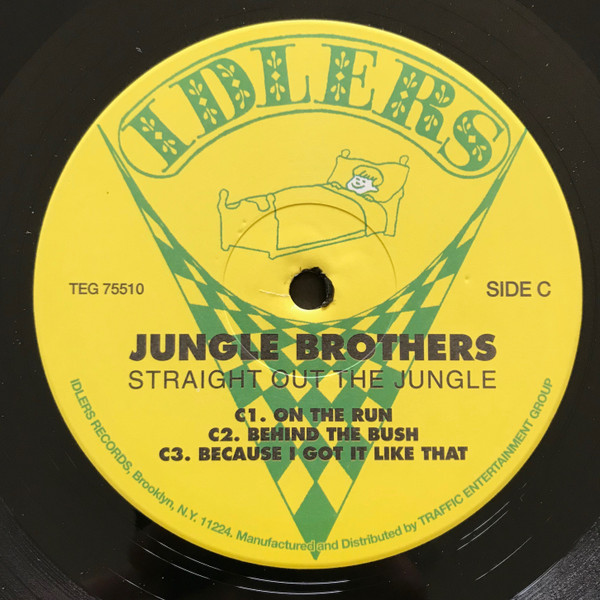 IDLERS
TEG 75510
SIDE C
JUNGLE BROTHERS
STRAIGHT OUT THE JUNGLE
C1. ON THE RUN
C2. BEHIND THE BUSH
C3. BECAUSE I GOT IT LIKE THAT
IDLERS RECORDS, Brooklyn, N.Y. 11224. Manufactured and Distributed by TRAFFIC ENTERTAINMENT GROUP